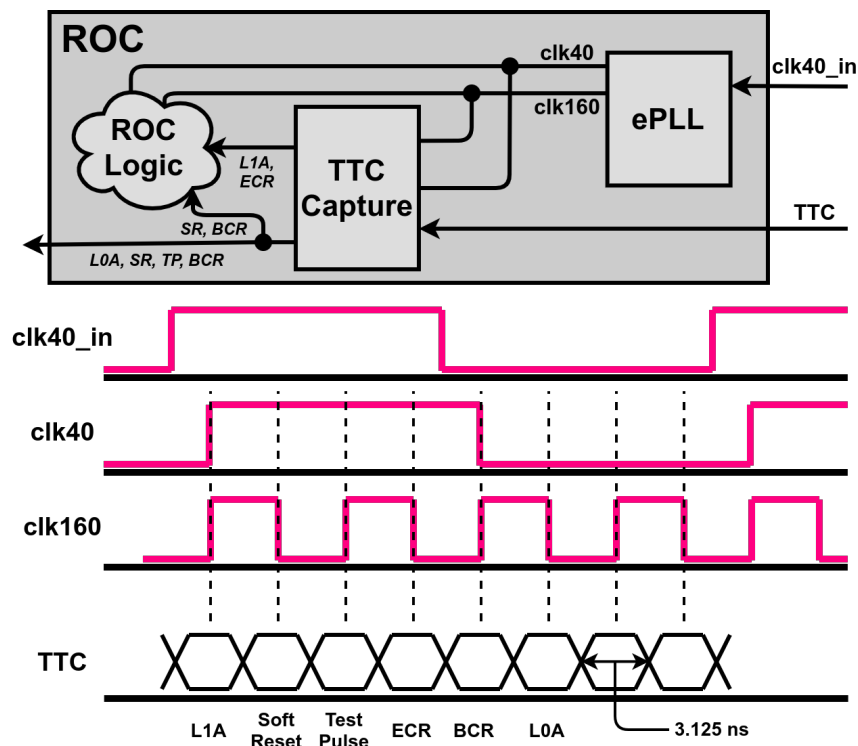 ROC
clk40
clk40_in
clk160
ePLL
ROC
Logic
L1A,
ECR
TTC
Capture
TTC
SR, BCR
L0A, SR, TP, BCR
clk40_in
clk40
clk160
TTC
L1A
Soft
Reset
Test
Pulse
ECR
BCR
L0A
3.125 ns